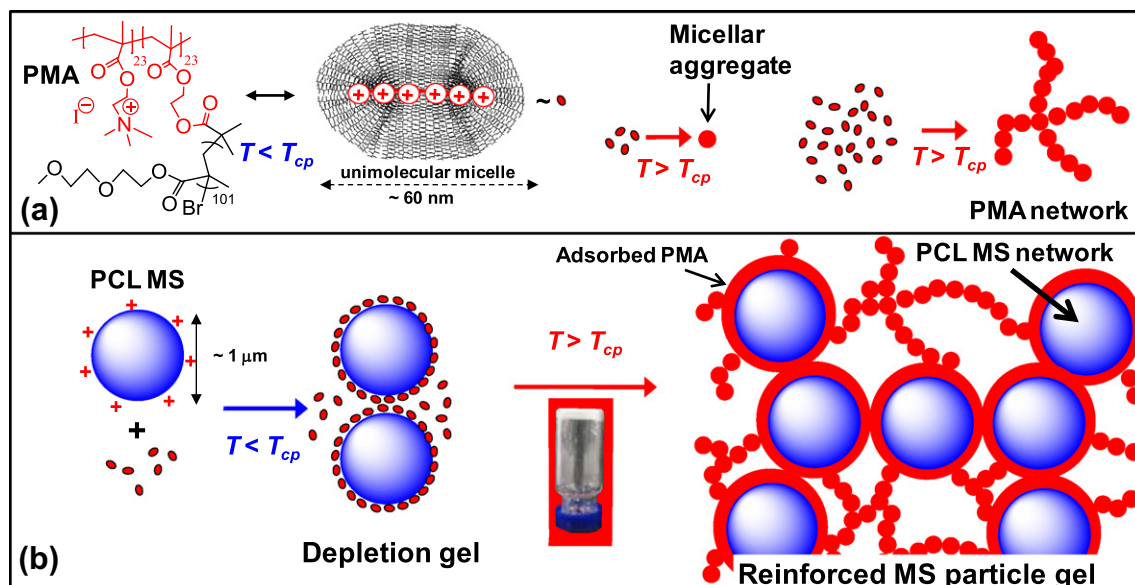 PMA
23
23
O
O
O
O
I⊖
N
+
O
O
O
O
O
O
O
Br
101
T < Tcp
+ + + + + +
unimolecular micelle
~ 60 nm
~
Micellar
aggregate
T > Tcp
T > Tcp
PMA network
(a)
PCL MS
+ + + + + + +
~ 1 μm
+
T < Tcp
Depletion gel
T > Tcp
Adsorbed PMA
PCL MS
network
Reinforced MS particle gel
(b)